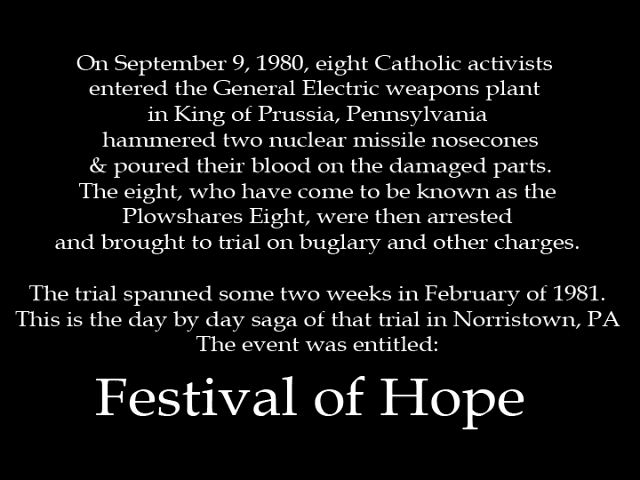 On September 9, 1980, eight Catholic activists
entered the General Electric weapons plant
in King of Prussia, Pennsylvania
hammered two nuclear missile nosecones
& poured their blood on the damaged parts.
The eight, who have come to be known as the
Plowshares Eight, were then arrested
and brought to trial on buglary and other charges.
The trial spanned some two weeks in February of 1981.
This is the day by day saga of that trial in Norristown, PA
The event was entitled:
Festival of Hope